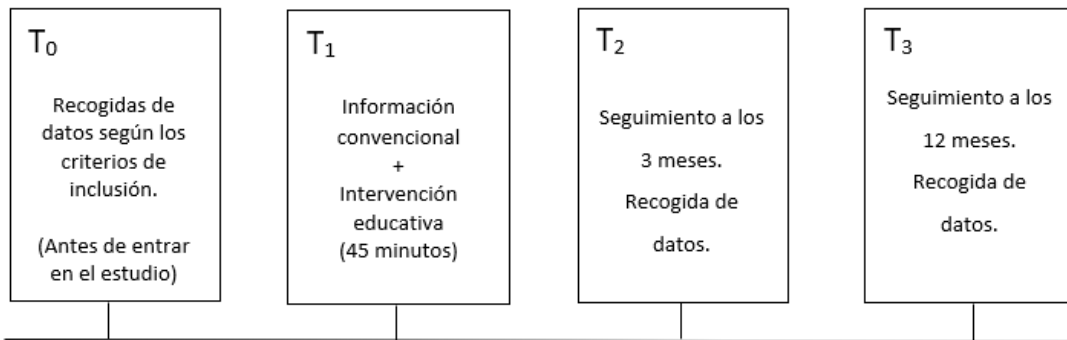 T₀
Recogidas de
datos según los
criterios de
inclusión.
(Antes de entrar
en el estudio)
T₁
Información
convencional
+
Intervención
educativa
(45 minutos)
T₂
Seguimiento a los
3 meses.
Recogida de
datos.
T₃
Seguimiento a los
12 meses.
Recogida de
datos.